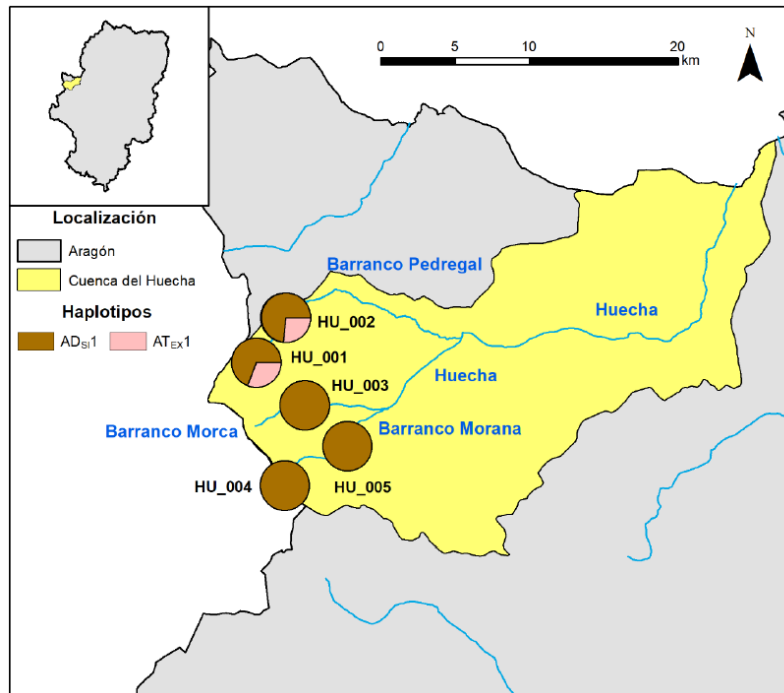 0 5 10 20
km
N
Localización
Aragón
Cuenca del Huecha
Haplotipos
ADSI1 ATEX1
Barranco Pedregal
Huecha
HU_002
HU_001
HU_003
Huecha
Barranco Morca
Barranco Morana
HU_004
HU_005